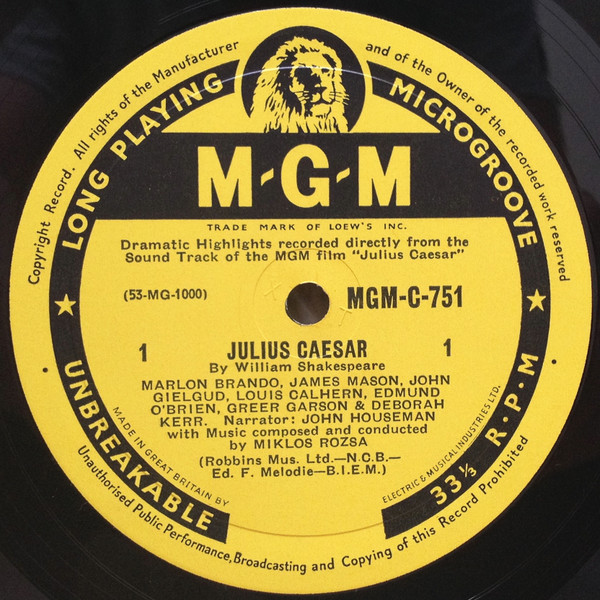 Copyright Record. All rights of the Manufacturer and of the Owner of the recorded work reserved
LONG PLAYING MICROGROOVE
M-G-M
TRADE MARK OF LOEW'S INC.
Dramatic Highlights recorded directly from the
Sound Track of the MGM film "Julius Caesar"
(53-MG-1000) MGM-C-751
1 JULIUS CAESAR 1
By William Shakespeare
MARLON BRANDO, JAMES MASON, JOHN
GIELGUD, LOUIS CALHERN, EDMUND
O'BRIEN, GREER GARSON & DEBORAH
KERR. Narrator: JOHN HOUSEMAN
with Music composed and conducted
by MIKLOS ROZSA
(Robbins Mus. Ltd.—N.C.B.—
Ed. F. Melodie—B.I.E.M.)
MADE IN GREAT BRITAIN BY ELECTRIC & MUSICAL INDUSTRIES LTD.
UNBREAKABLE 33⅓ R·P·M
Unauthorised Public Performance, Broadcasting and Copying of this Record Prohibited